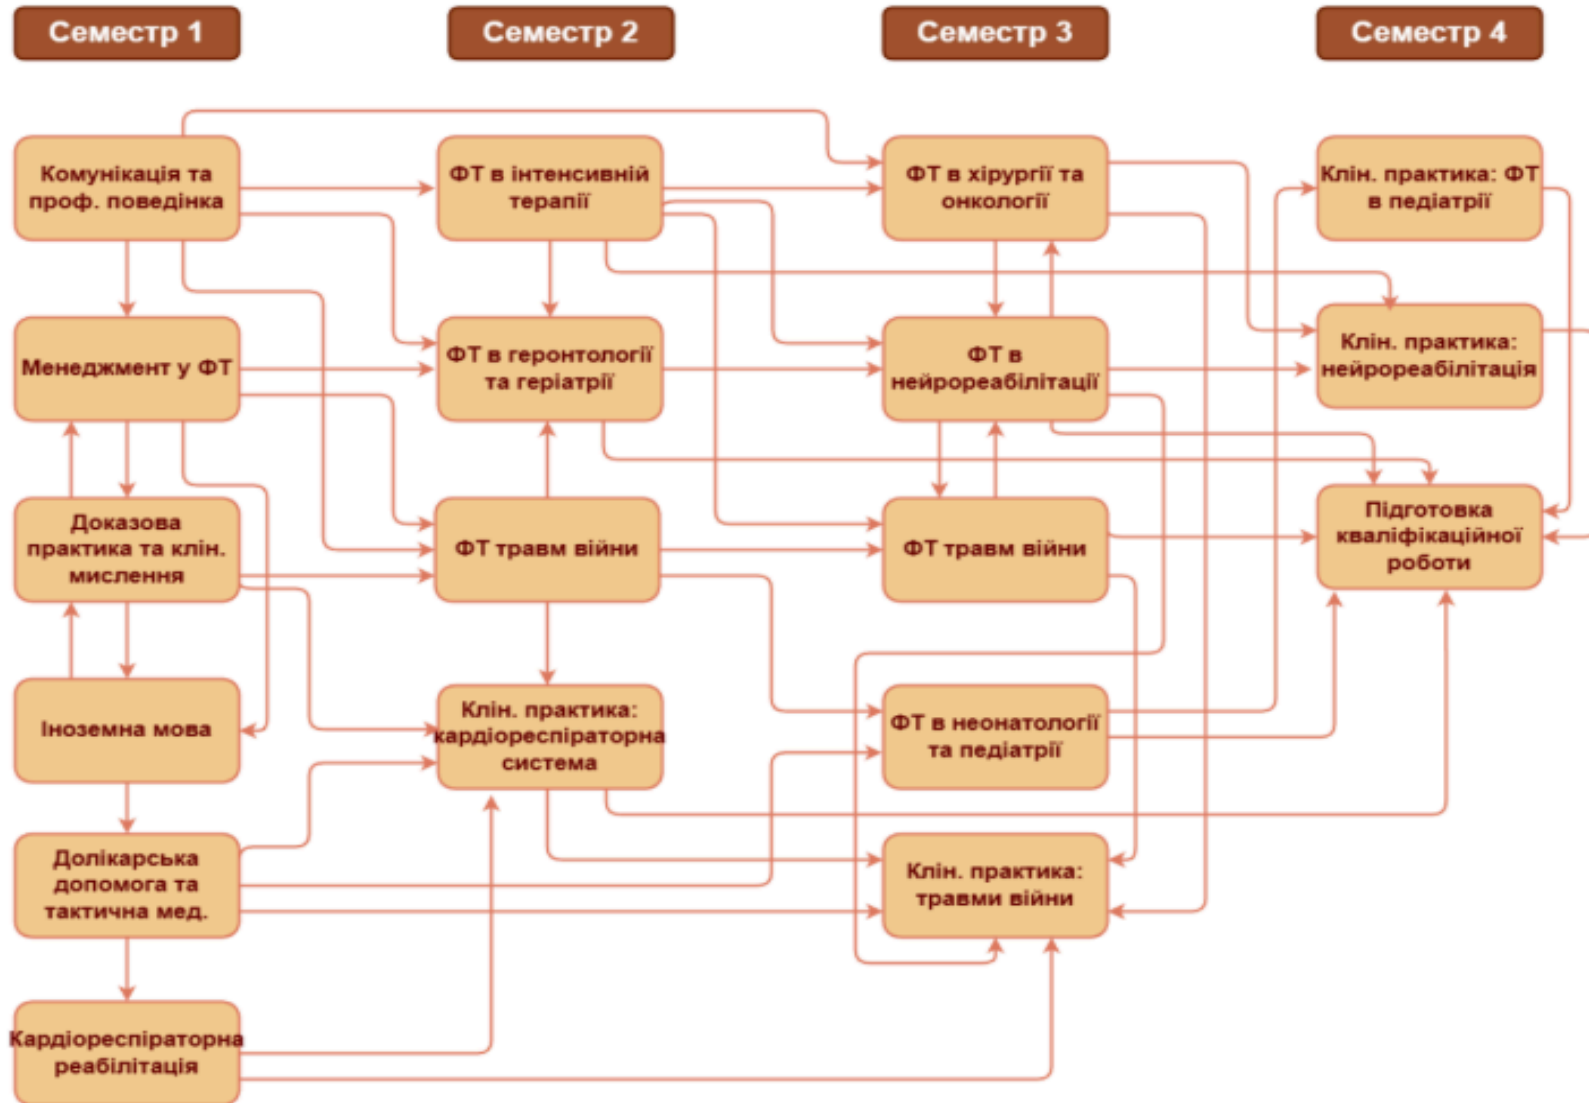 Семестр 1
Семестр 2
Семестр 3
Семестр 4
Комунікація та
проф. поведінка
ФТ в інтенсивній
терапії
ФТ в хірургії та
онкології
Клін. практика: ФТ
в педіатрії
Менеджмент у ФТ
ФТ в геронтології
та геріатрії
ФТ в
нейрореабілітації
Клін. практика:
нейрореабілітація
Доказова
практика та клін.
мислення
ФТ травм війни
ФТ травм війни
Підготовка
кваліфікаційної
роботи
Іноземна мова
Клін. практика:
кардіореспіраторна
система
ФТ в неонатології
та педіатрії
Долікарська
допомога та
тактична мед.
Клін. практика:
травми війни
Кардіореспіраторна
реабілітація